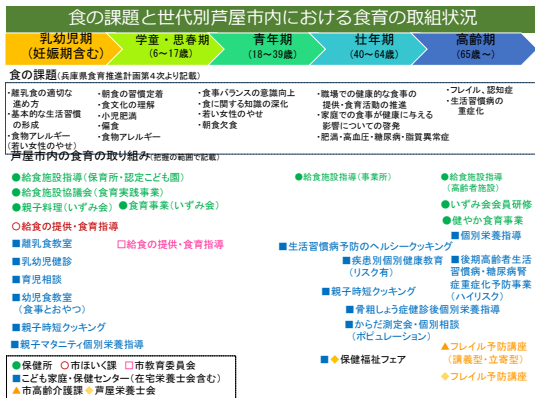 食の課題と世代別芦屋市内における食育の取組状況
乳幼児期
(妊娠期含む)
学童・思春期
(6~17歳)
青年期
(18~39歳)
壮年期
(40~64歳)
高齢期
(65歳~)
食の課題(兵庫県食育推進計画第4次より記載)
・離乳食の適切な
進め方
・基本的な生活習慣
の形成
・食物アレルギー
(若い女性のやせ)
・朝食の習慣定着
・食文化の理解
・小児肥満
・偏食
・食物アレルギー
・食事バランスの意識向上
・食に関する知識の深化
・若い女性のやせ
・朝食欠食
・職場での健康的な食事の
提供・食育活動の推進
・家庭での食事が健康に与える
影響についての啓発
・肥満・高血圧・糖尿病・脂質異常症
・フレイル、認知症
・生活習慣病の
重症化
芦屋市内の食育の取り組み(把握の範囲で記載)
●給食施設指導(保育所・認定こども園)
●給食施設協議会(食育実践事業)
●親子料理(いずみ会)
●食育事業(いずみ会)
○給食の提供・食育指導
■離乳食教室
□給食の提供・食育指導
■乳幼児健診
■育児相談
■幼児食教室
(食事とおやつ)
■親子時短クッキング
■親子マタニティ個別栄養指導
●給食施設指導(事業所)
■生活習慣病予防のヘルシークッキング
■疾患別個別健康教育
(リスク有)
■親子時短クッキング
■骨粗しょう症健診後個別栄養指導
■からだ測定会・個別相談
(ポピュレーション)
■◆保健福祉フェア
●給食施設指導
(高齢者施設)
●いずみ会会員研修
●健やか食育事業
■個別栄養指導
■後期高齢者生活
習慣病・糖尿病腎
症重症化予防事業
(ハイリスク)
▲フレイル予防講座
(講義型・立寄型)
◆フレイル予防講座
●保健所 ○市ほいく課 □市教育委員会
■こども家庭・保健センター(在宅栄養士会含む)
▲市高齢介護課◆芦屋栄養士会